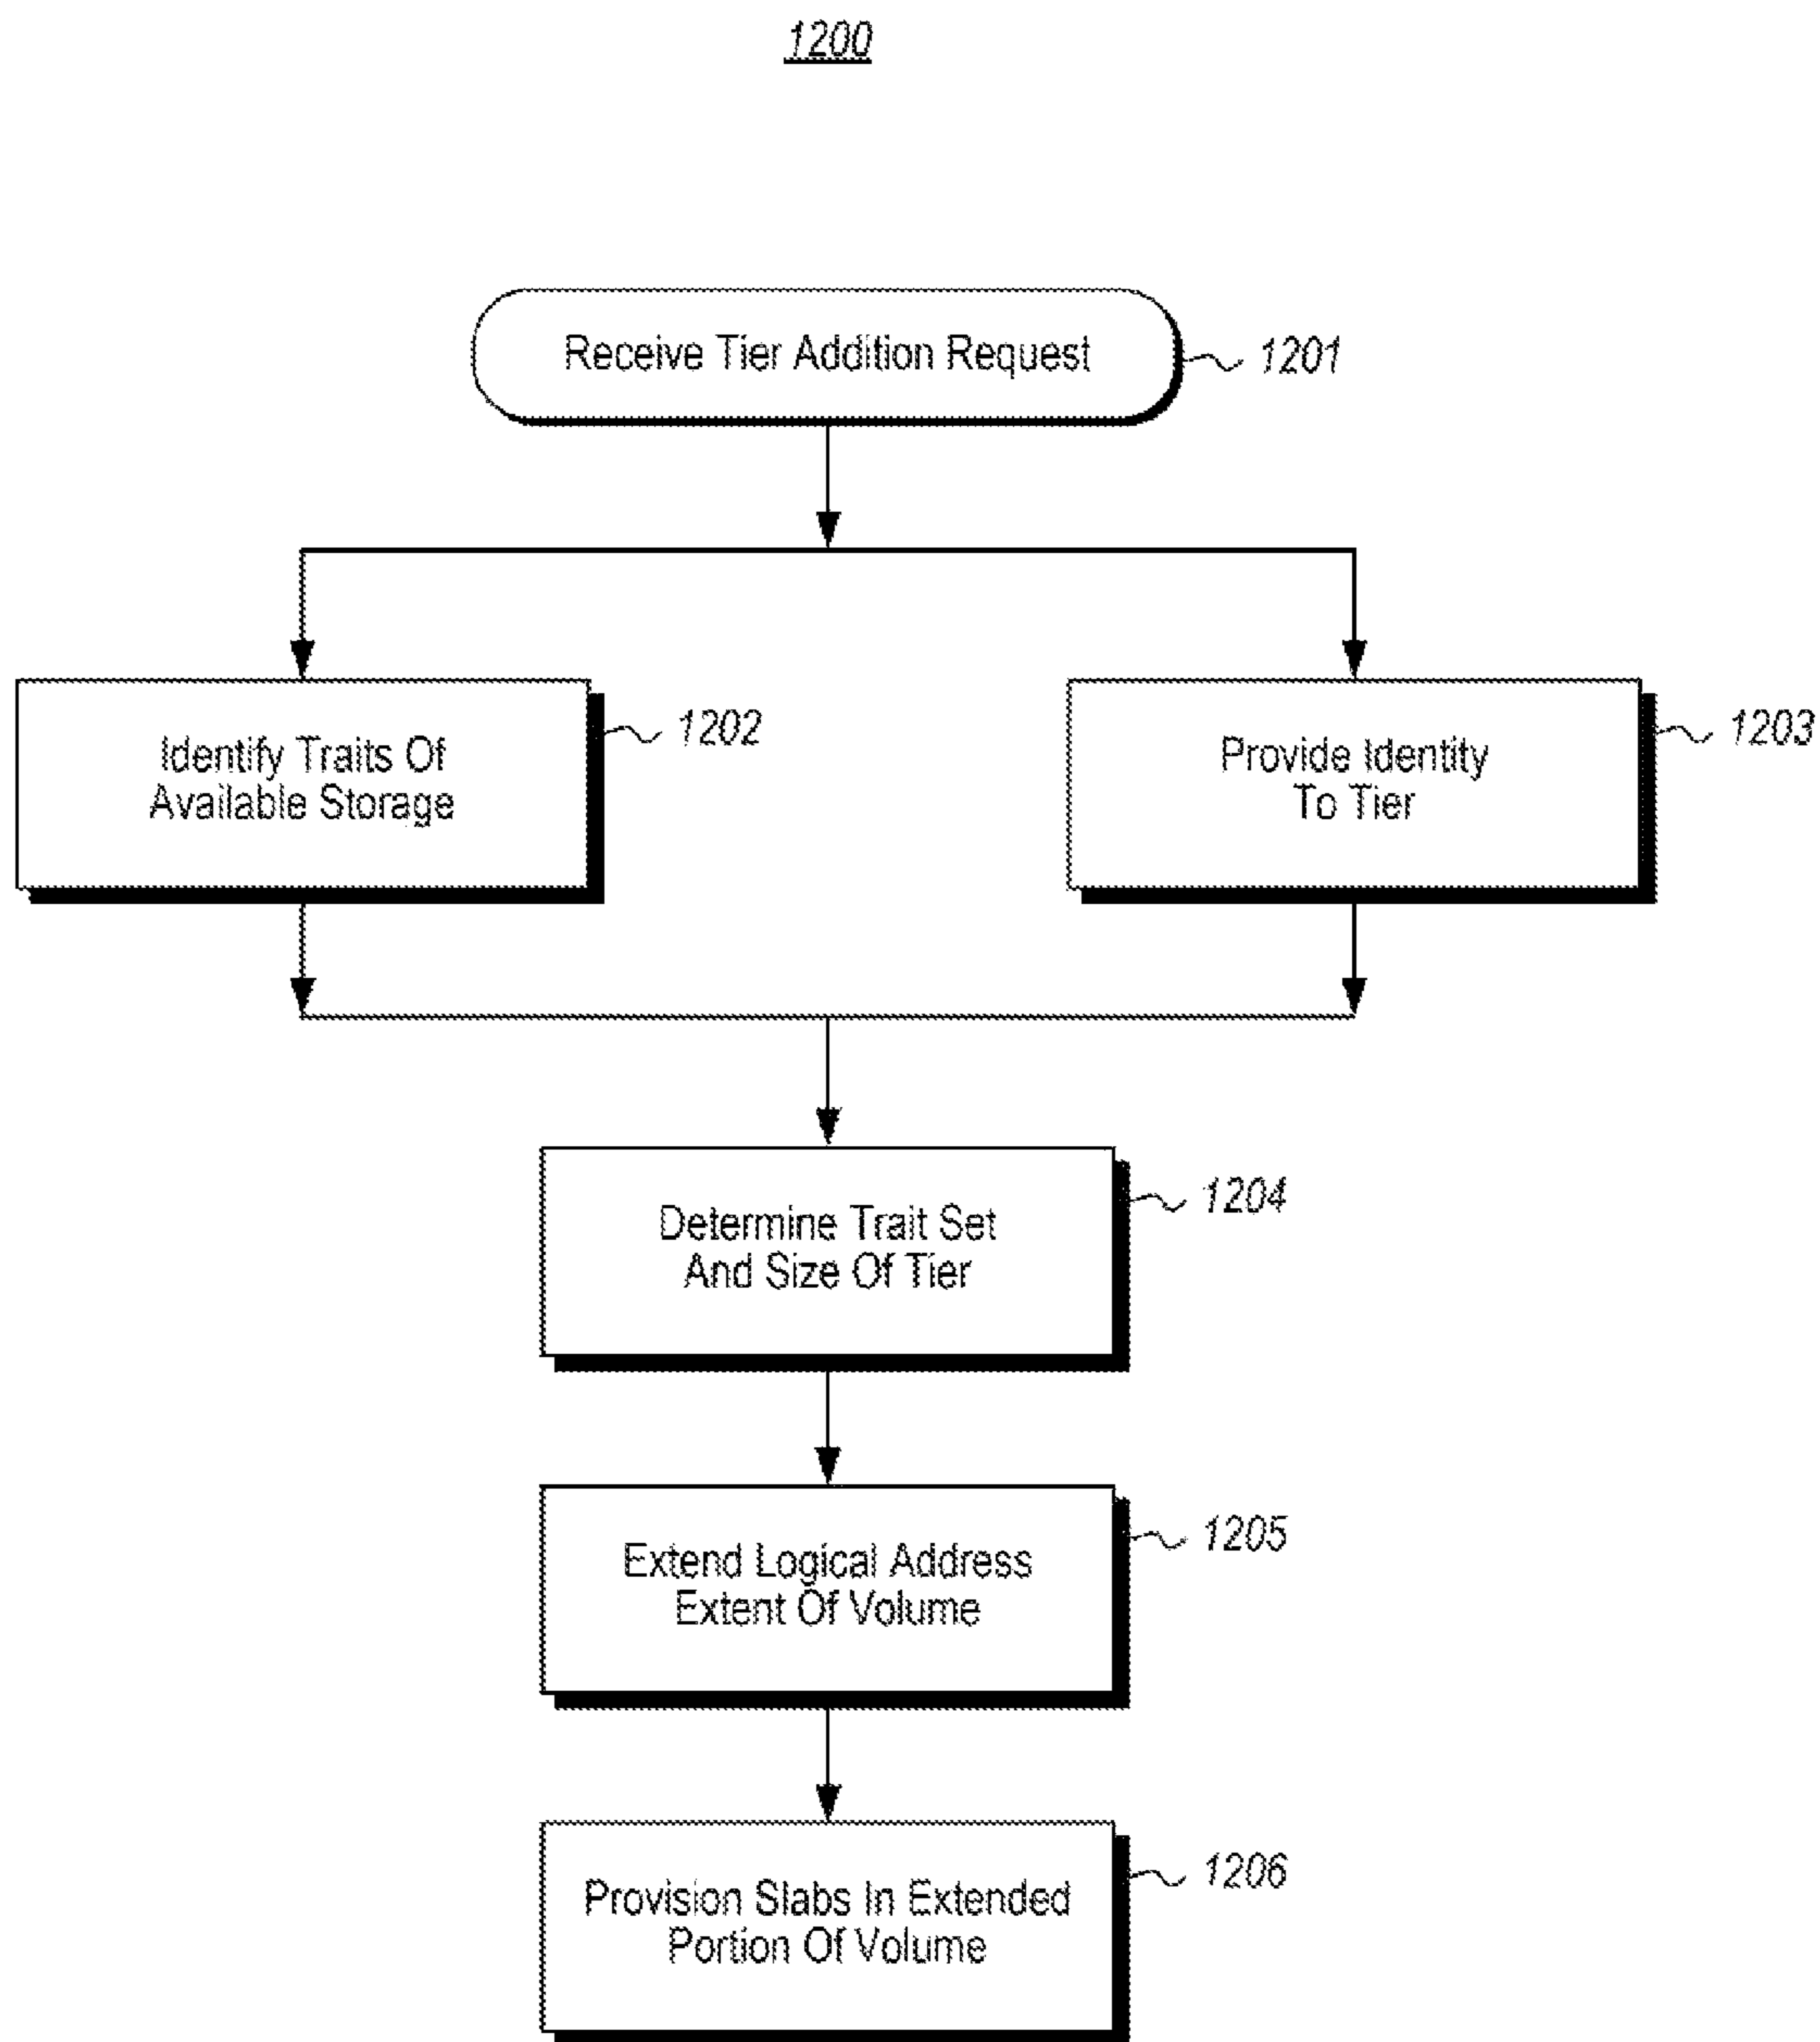 1200
Receive Tier Addition Request
1201
Identify Traits Of
Available Storage
1202
Provide Identity
To Tier
1203
Determine Trait Set
And Size Of Tier
1204
Extend Logical Address
Extent Of Volume
1205
Provision Slabs In Extended
Portion Of Volume
1206